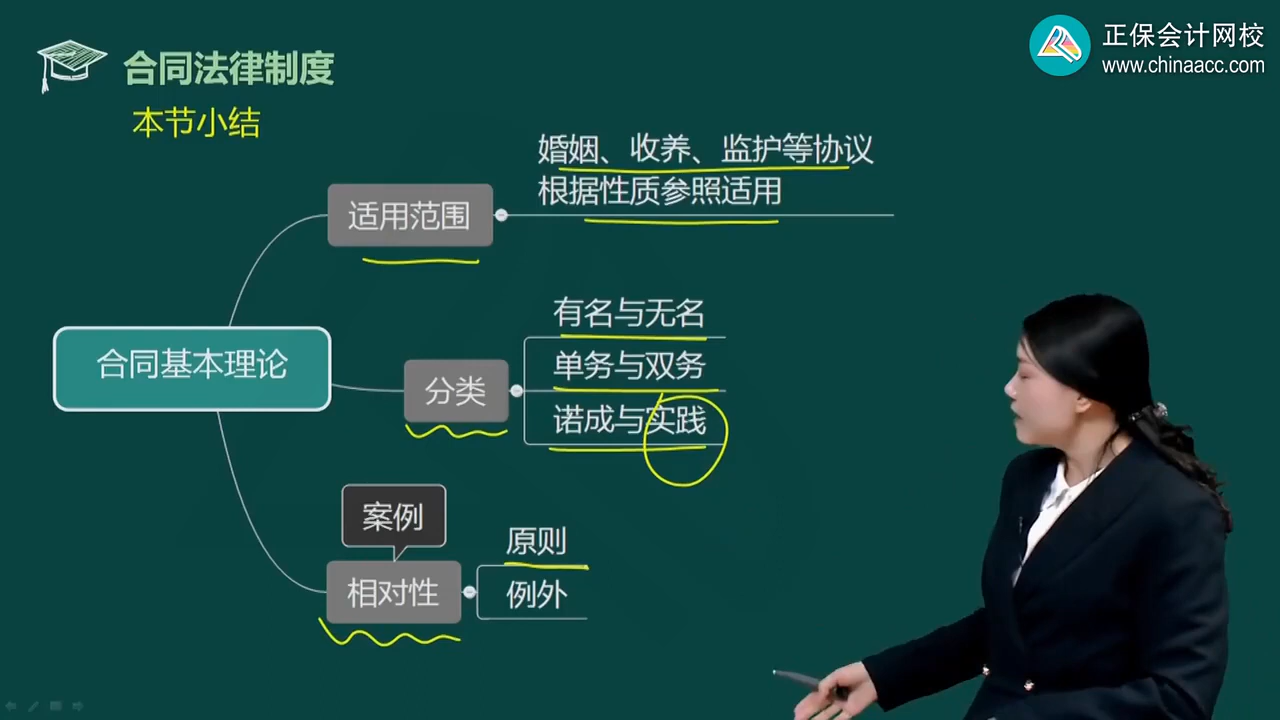 正保会计网校
www.chinaacc.com
合同法律制度
本节小结
婚姻、收养、监护等协议
根据性质参照适用
适用范围
有名与无名
合同基本理论
单务与双务
分类
诺成与实践
案例
原则
相对性
例外